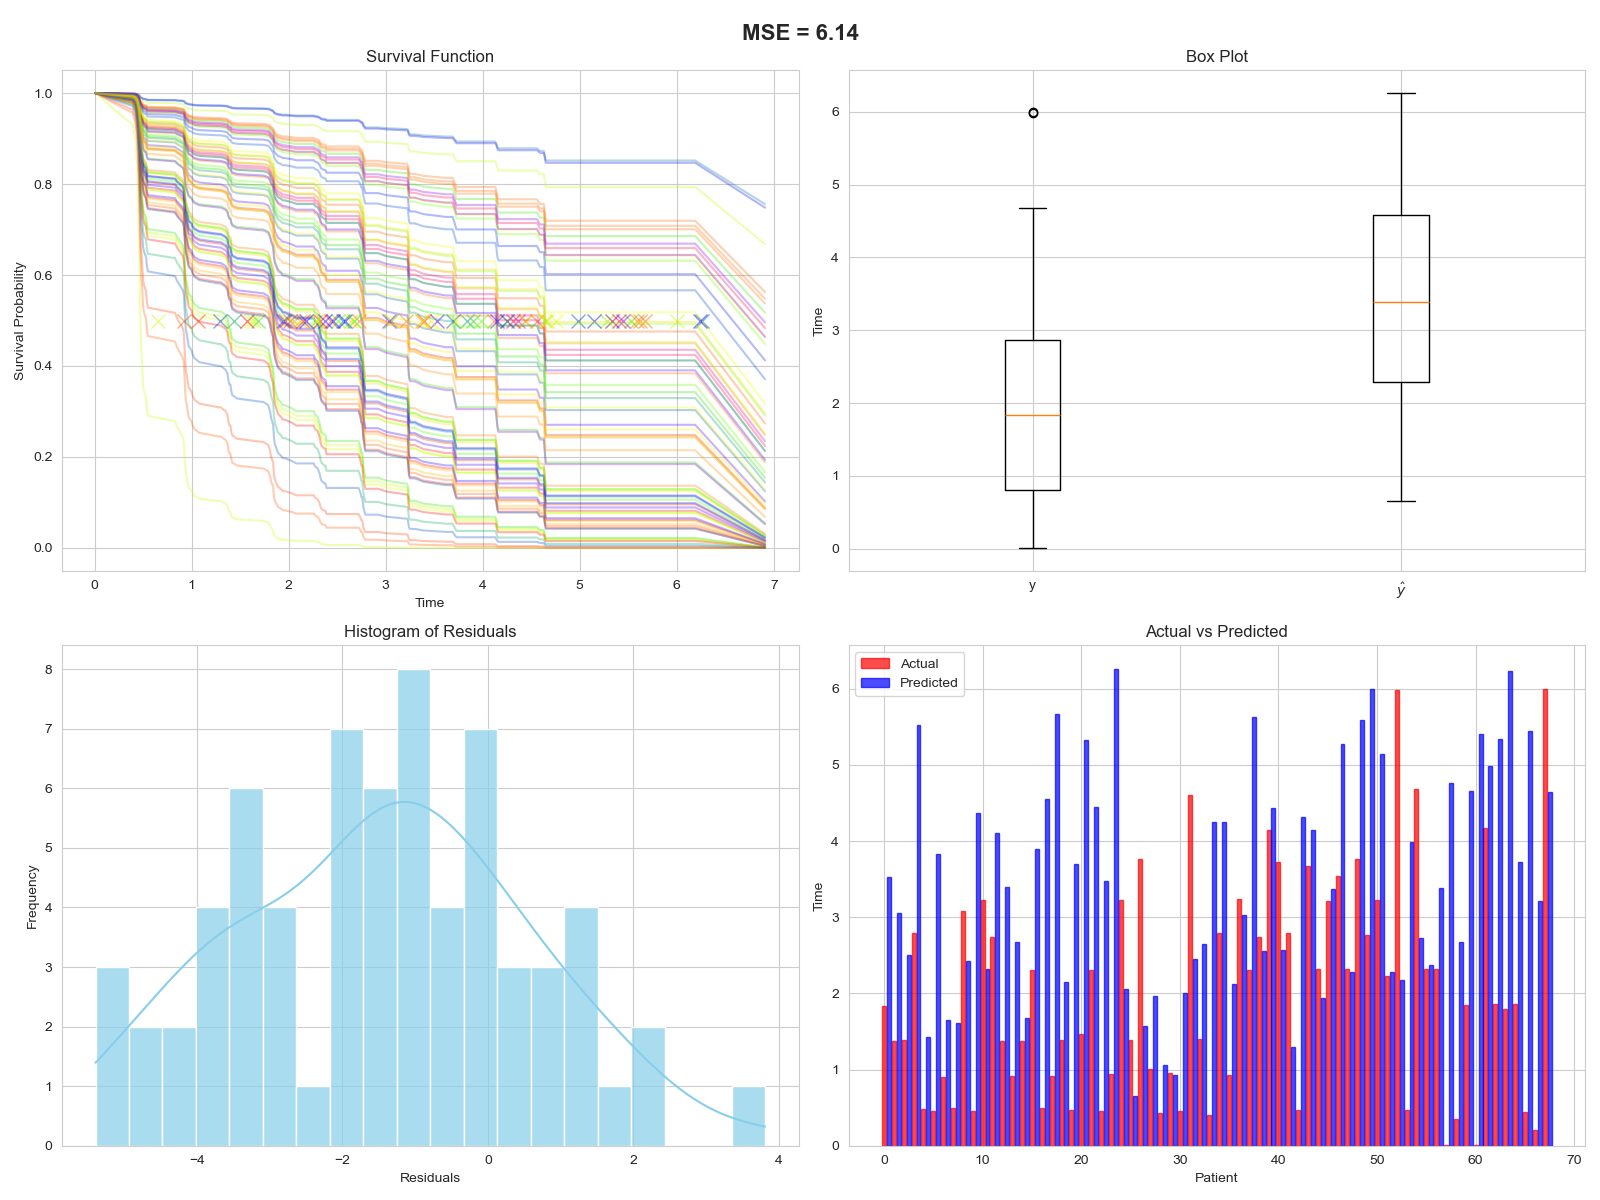 MSE = 6.14
Survival Function
1.0
0.8
0.6
0.4
0.2
0.0
Survival Probability
0 1 2 3 4 5 6 7
Time
Box Plot
6
5
4
3
2
1
0
Time
y ŷ
Histogram of Residuals
8
7
6
5
4
3
2
1
0
Frequency
−4 −2 0 2 4
Residuals
Actual vs Predicted
Actual
Predicted
6
5
4
3
2
1
0
Time
0 10 20 30 40 50 60 70
Patient